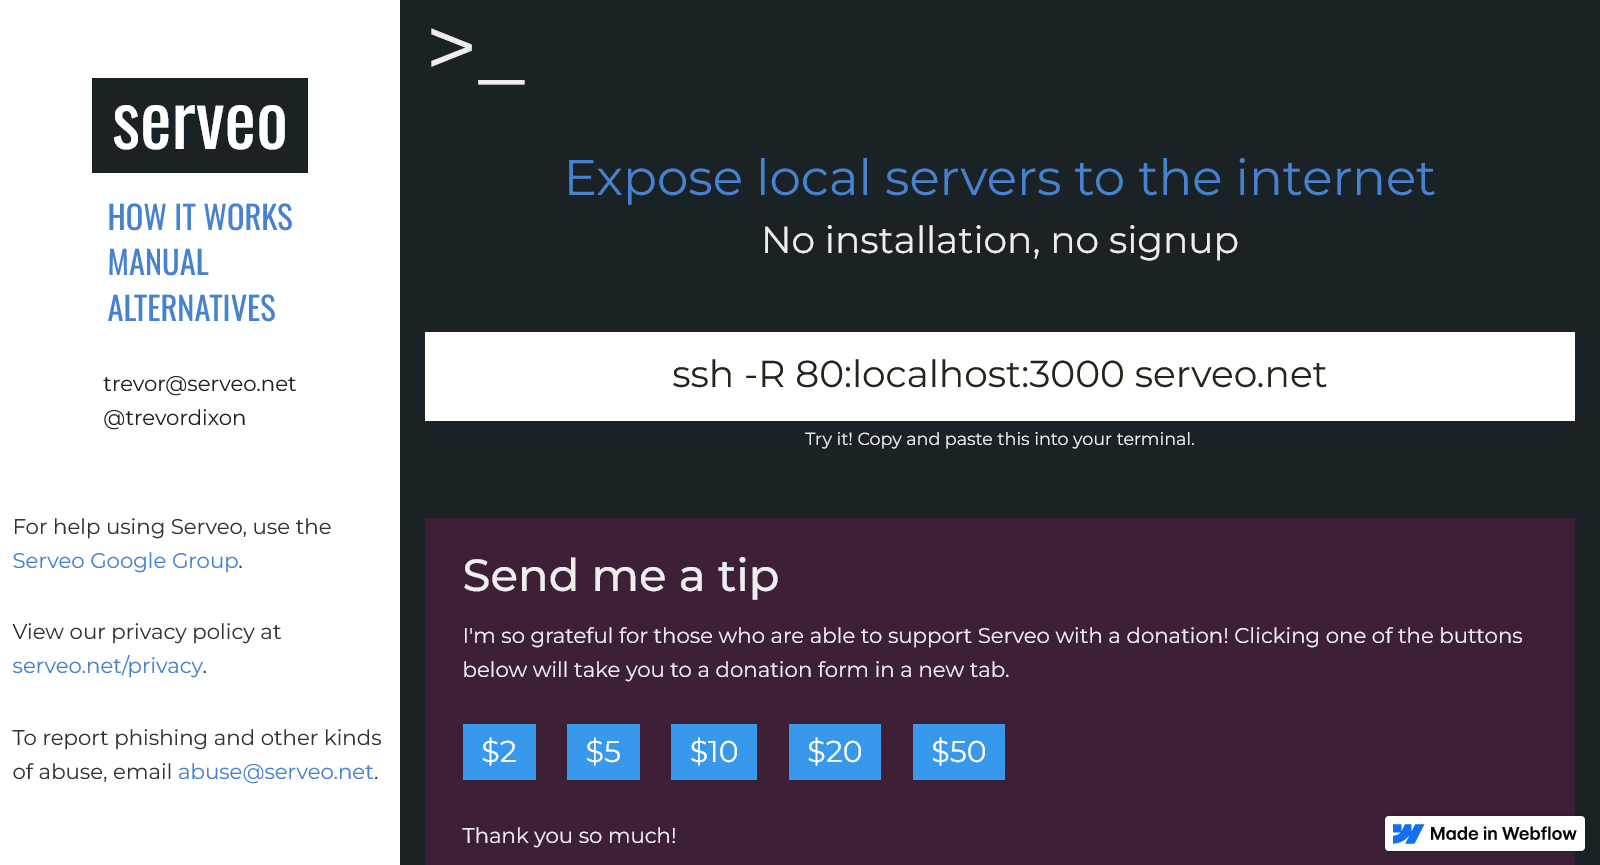 serveo
HOW IT WORKS
MANUAL
ALTERNATIVES
trevor@serveo.net
@trevordixon
For help using Serveo, use the
Serveo Google Group.
View our privacy policy at
serveo.net/privacy.
To report phishing and other kinds
of abuse, email abuse@serveo.net.
>_
Expose local servers to the internet
No installation, no signup
ssh -R 80:localhost:3000 serveo.net
Try it! Copy and paste this into your terminal.
Send me a tip
I'm so grateful for those who are able to support Serveo with a donation! Clicking one of the buttons
below will take you to a donation form in a new tab.
$2 $5 $10 $20 $50
Thank you so much!
Made in Webflow